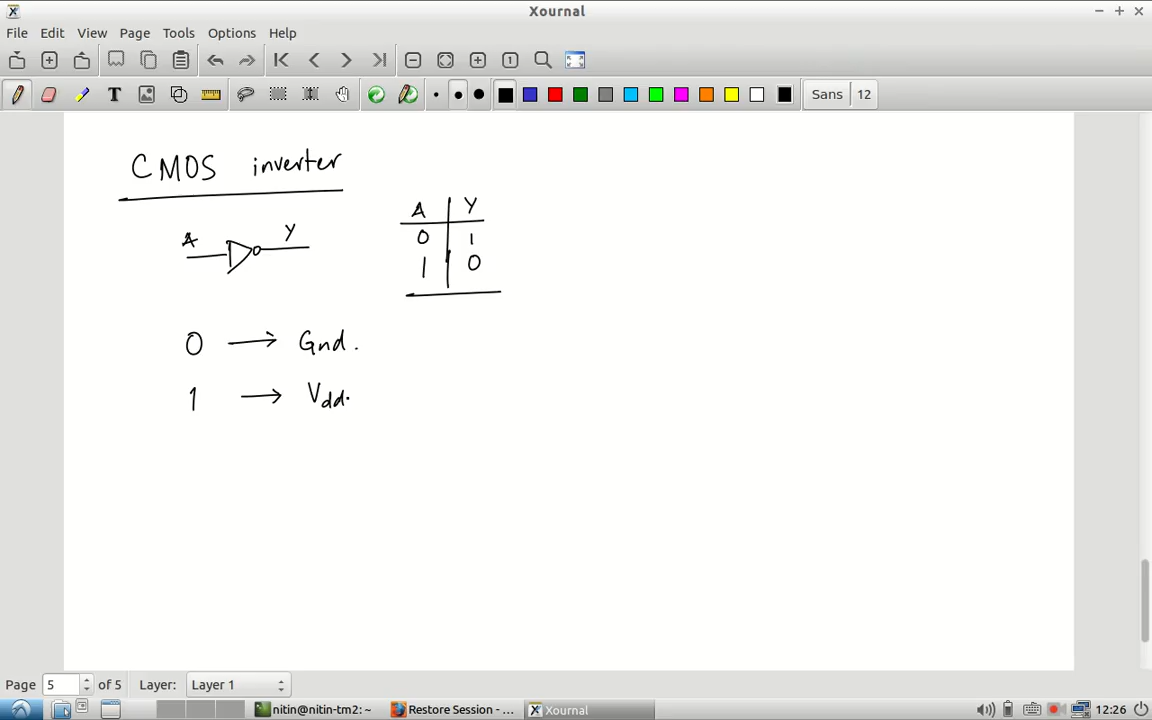 Xournal
File Edit View Page Tools Options Help
Sans 12
CMOS inverter
A Y
A Y
0 1
1 0
0 → Gnd.
1 → Vdd.
Page 5 of 5 Layer: Layer 1
nitin@nitin-tm2: ~ Restore Session - ... Xournal 12:26